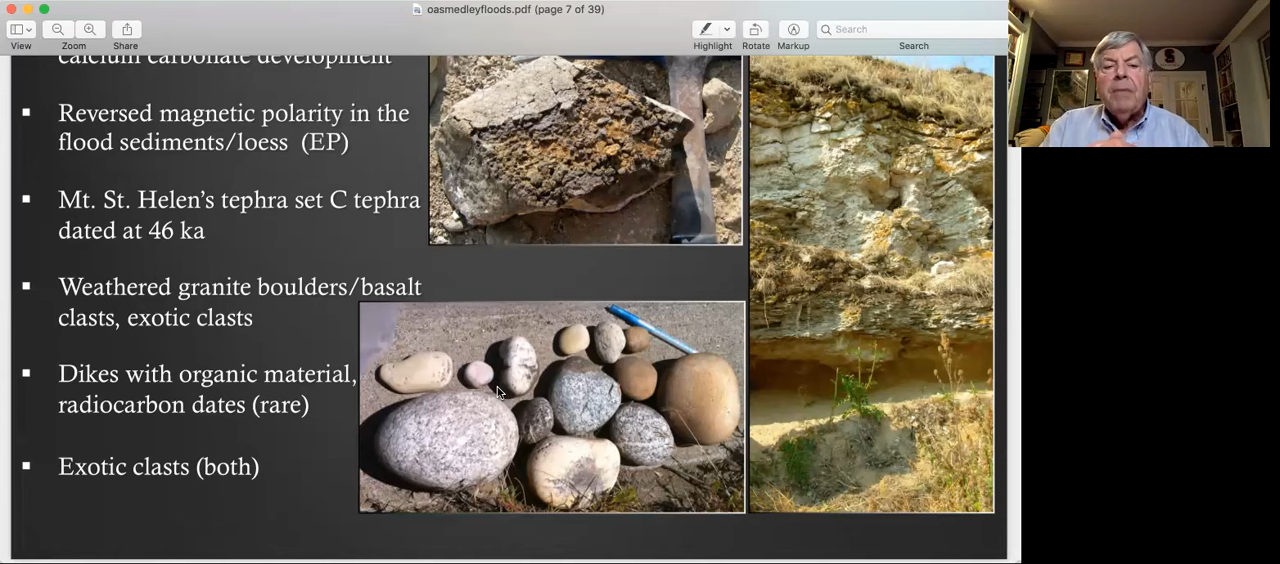 oasmedleyfloods.pdf (page 7 of 39)
View
Zoom
Share
Highlight
Rotate
Markup
Search
Search
calcium carbonate development
▪ Reversed magnetic polarity in the
flood sediments/loess (EP)
▪ Mt. St. Helen’s tephra set C tephra
dated at 46 ka
▪ Weathered granite boulders/basalt
clasts, exotic clasts
▪ Dikes with organic material,
radiocarbon dates (rare)
▪ Exotic clasts (both)